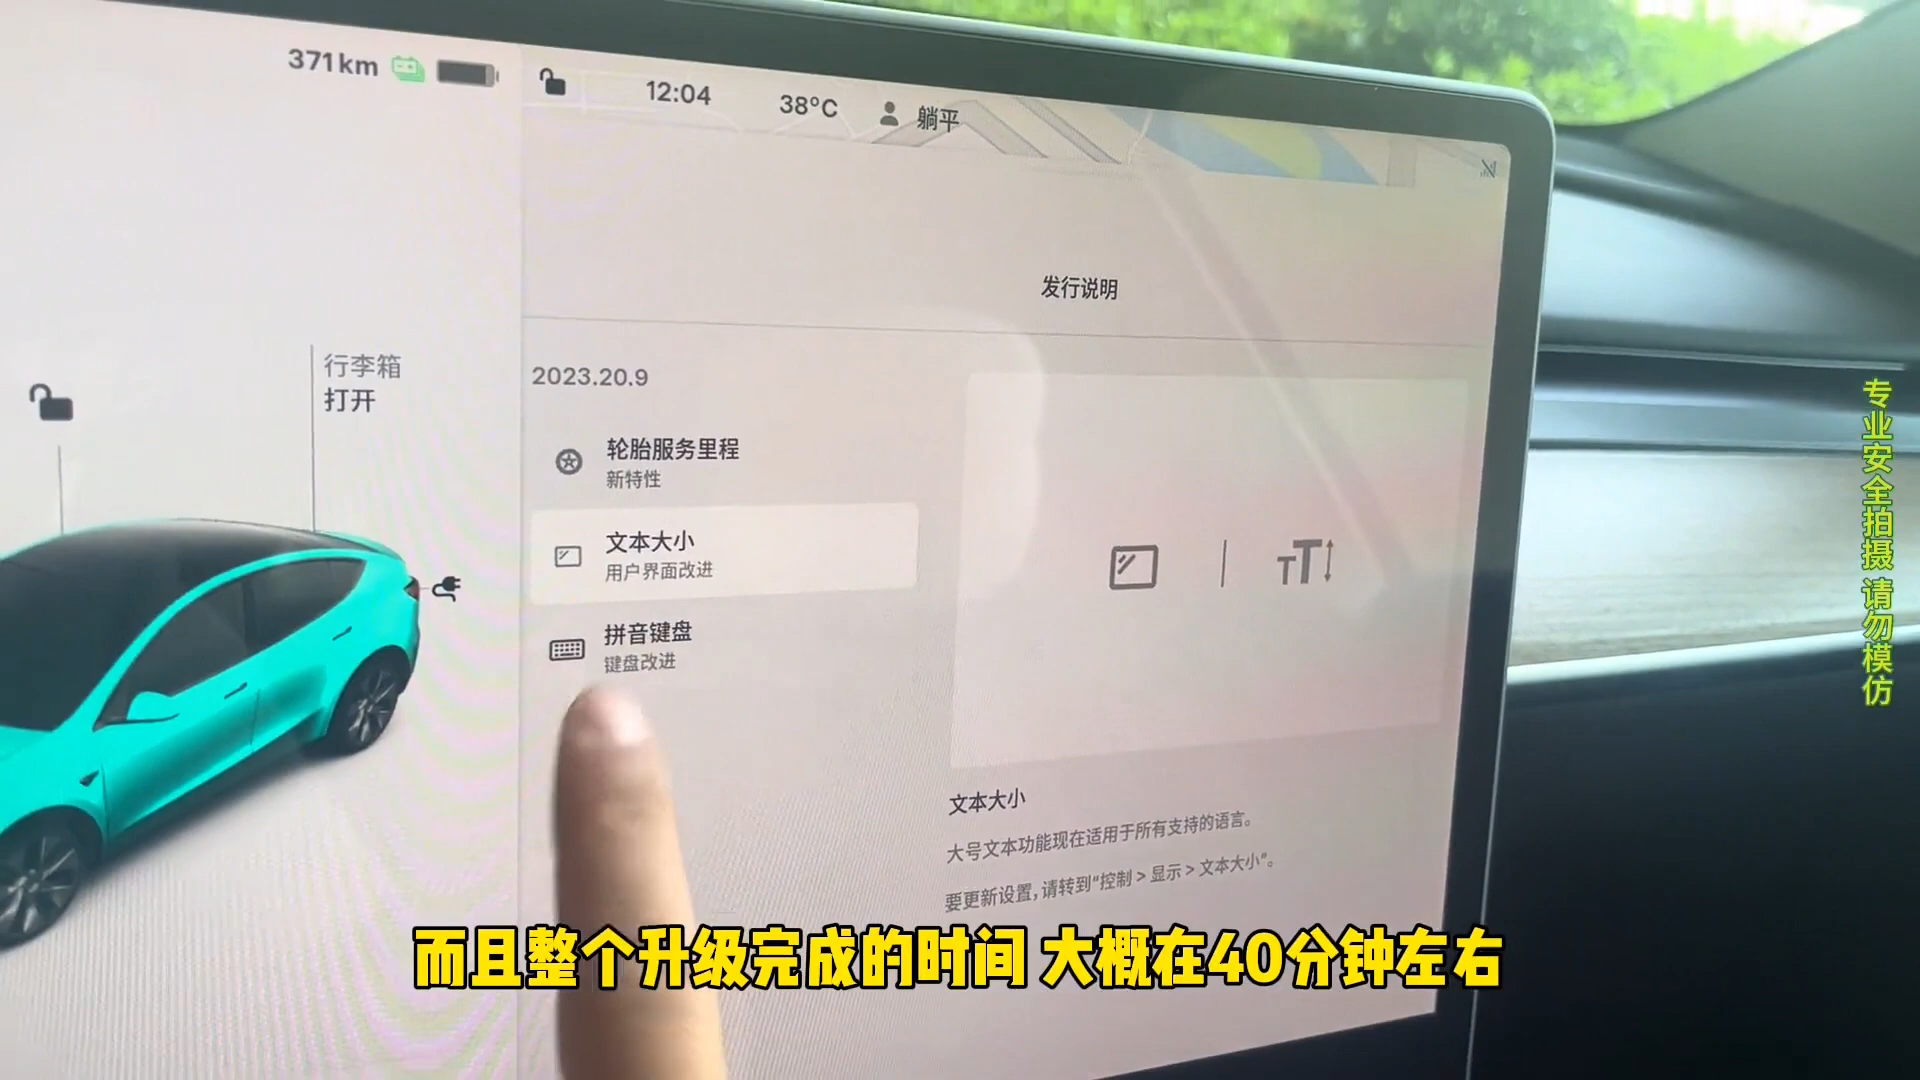 371km
12:04
38°C
躺平
发行说明
行李箱
打开
2023.20.9
轮胎服务里程
新特性
文本大小
用户界面改进
拼音键盘
键盘改进
TT
文本大小
大号文本功能现在适用于所有支持的语言。
要更新设置,请转到“控制 > 显示 > 文本大小”。
而且整个升级完成的时间 大概在40分钟左右
专业安全拍摄 请勿模仿